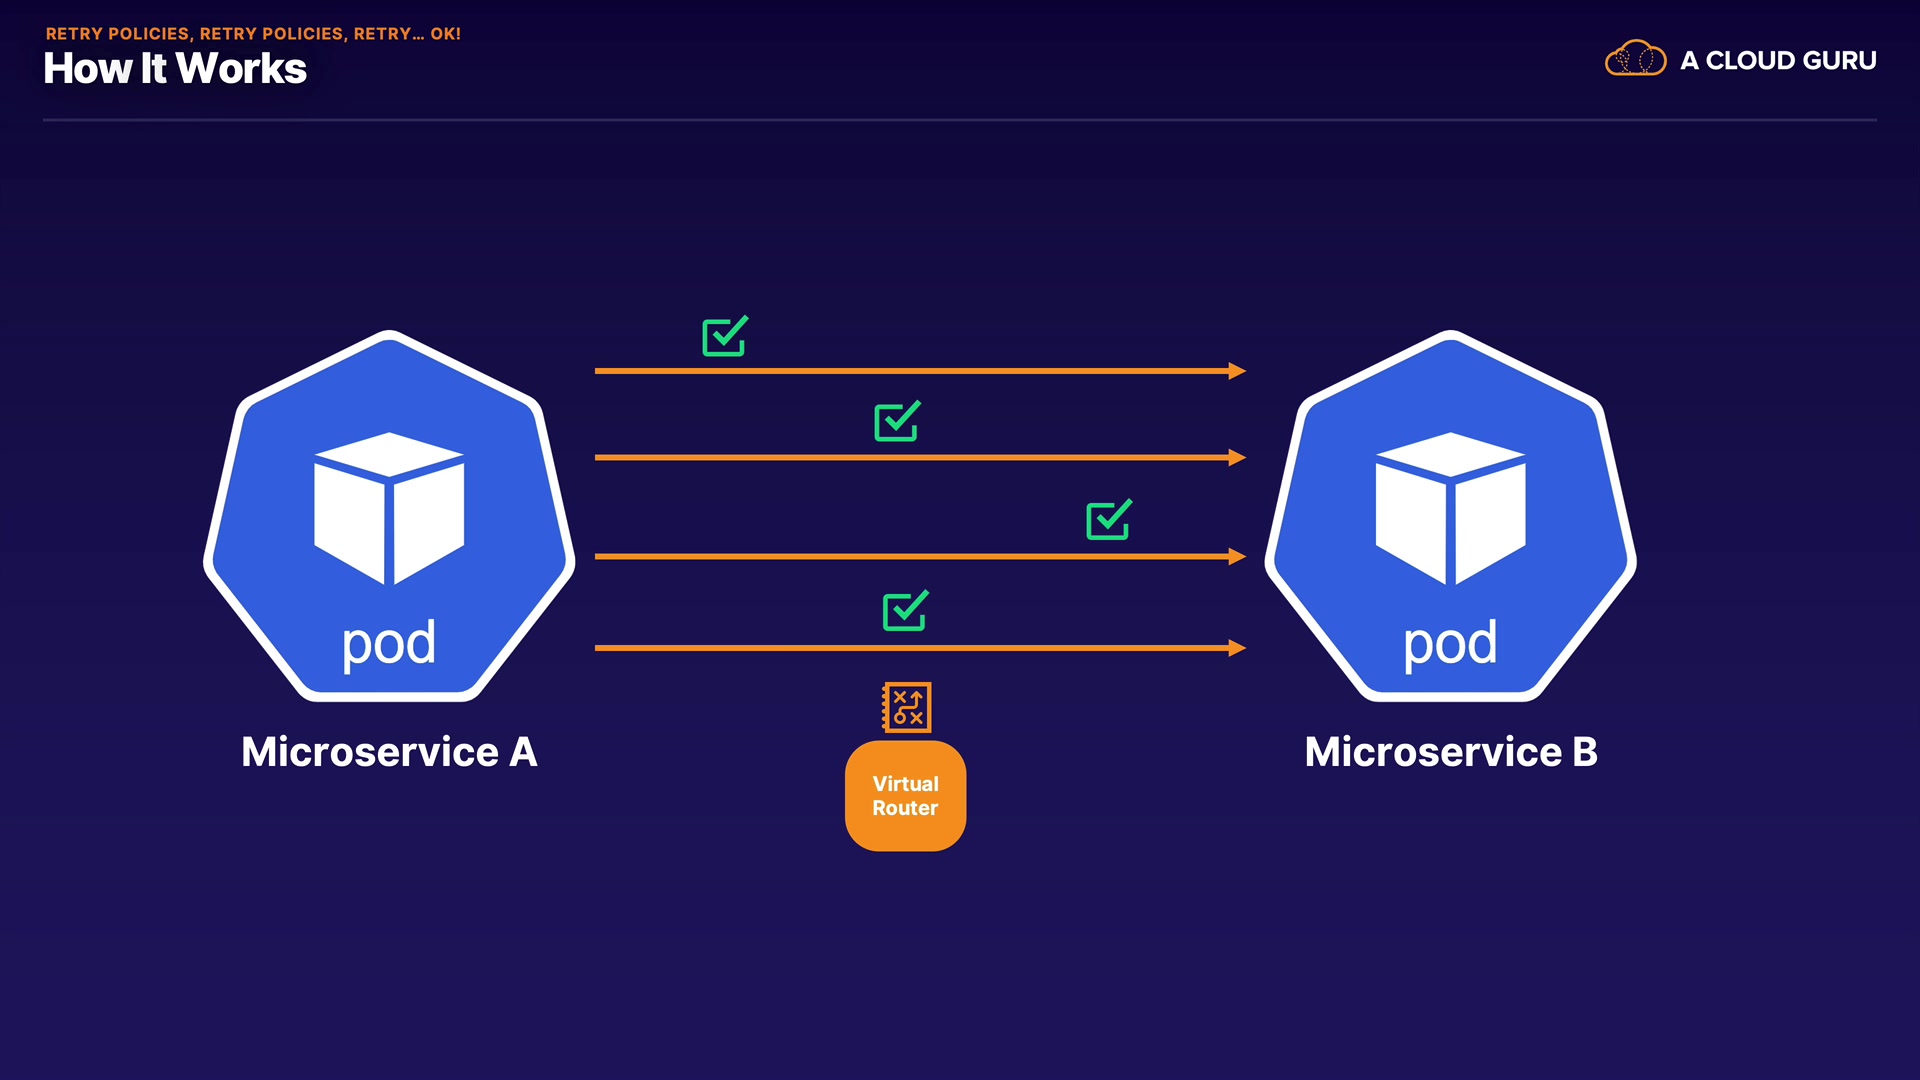 RETRY POLICIES, RETRY POLICIES, RETRY... OK!
How It Works
A CLOUD GURU
pod
pod
Microservice A
Microservice B
Virtual
Router